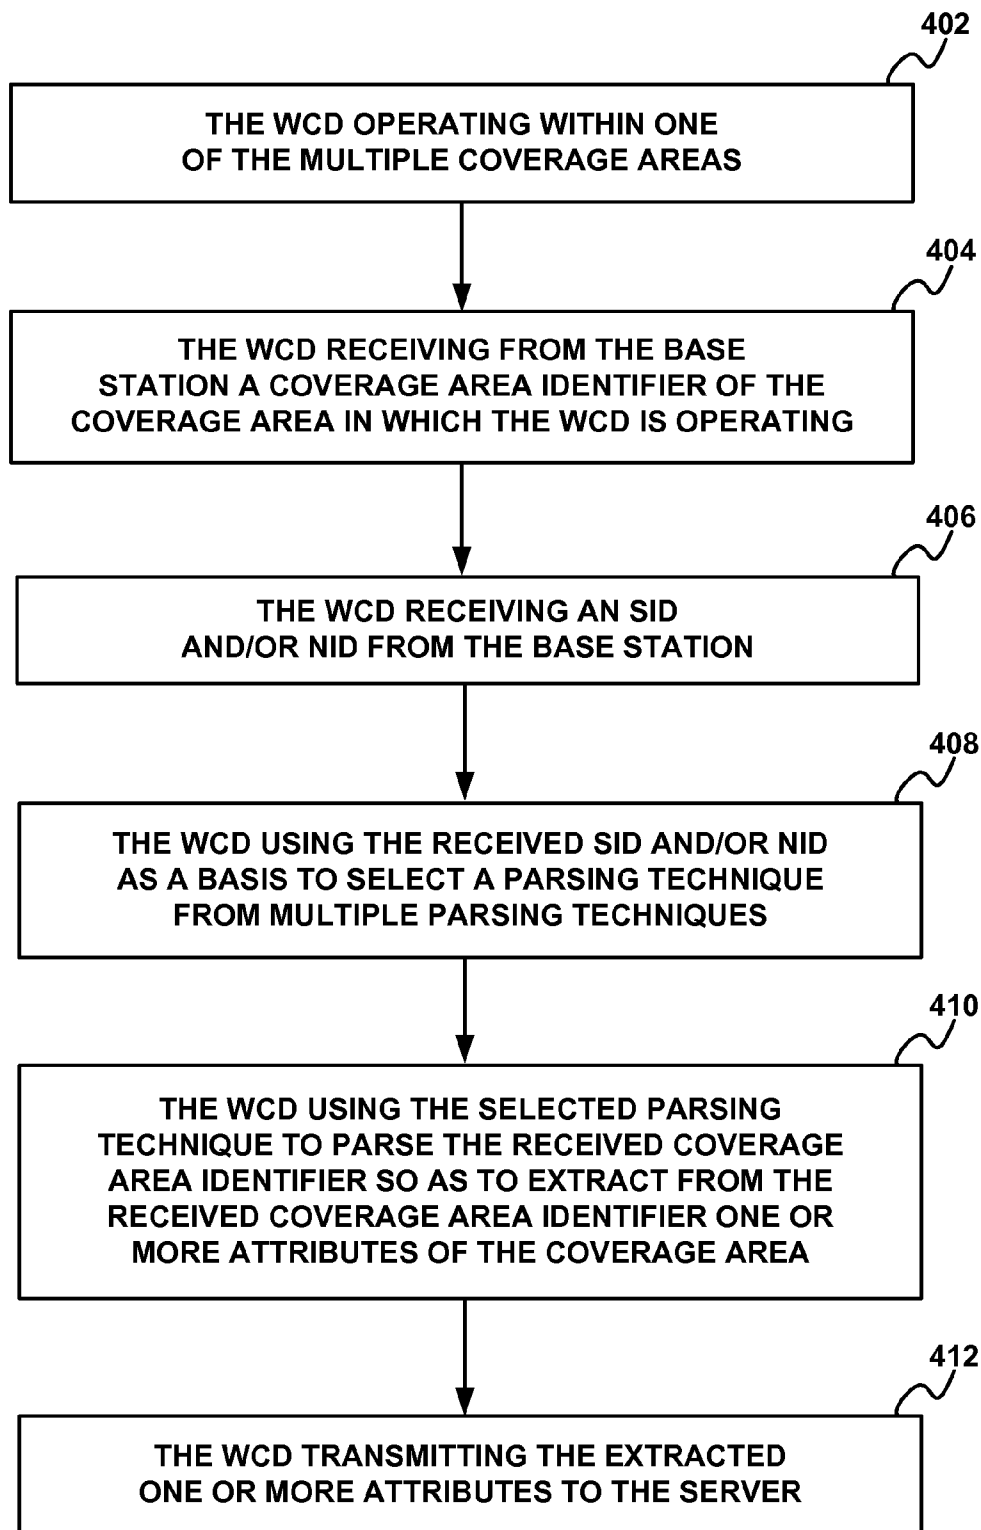 402
THE WCD OPERATING WITHIN ONE
OF THE MULTIPLE COVERAGE AREAS
404
THE WCD RECEIVING FROM THE BASE
STATION A COVERAGE AREA IDENTIFIER OF THE
COVERAGE AREA IN WHICH THE WCD IS OPERATING
406
THE WCD RECEIVING AN SID
AND/OR NID FROM THE BASE STATION
408
THE WCD USING THE RECEIVED SID AND/OR NID
AS A BASIS TO SELECT A PARSING TECHNIQUE
FROM MULTIPLE PARSING TECHNIQUES
410
THE WCD USING THE SELECTED PARSING
TECHNIQUE TO PARSE THE RECEIVED COVERAGE
AREA IDENTIFIER SO AS TO EXTRACT FROM THE
RECEIVED COVERAGE AREA IDENTIFIER ONE OR
MORE ATTRIBUTES OF THE COVERAGE AREA
412
THE WCD TRANSMITTING THE EXTRACTED
ONE OR MORE ATTRIBUTES TO THE SERVER